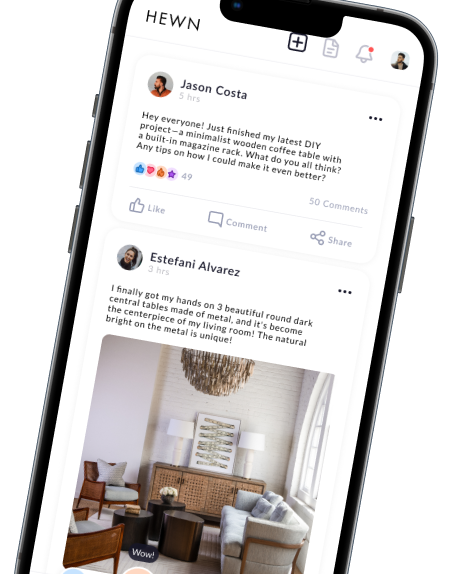 HEWN
Jason Costa
5 hrs
Hey everyone! Just finished my latest DIY
project—a minimalist wooden coffee table with
a built-in magazine rack. What do you all think?
Any tips on how I could make it even better?
49
50 Comments
Like
Comment
Share
Estefani Alvarez
3 hrs
I finally got my hands on 3 beautiful round dark
central tables made of metal, and it's become
the centerpiece of my living room! The natural
bright on the metal is unique!
Wow!